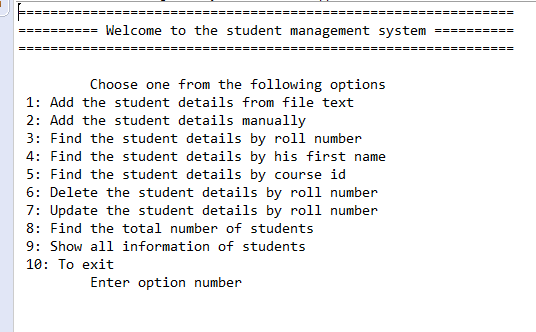 ==============================================================
========== Welcome to the student management system ==========
==============================================================
Choose one from the following options
1: Add the student details from file text
2: Add the student details manually
3: Find the student details by roll number
4: Find the student details by his first name
5: Find the student details by course id
6: Delete the student details by roll number
7: Update the student details by roll number
8: Find the total number of students
9: Show all information of students
10: To exit
Enter option number